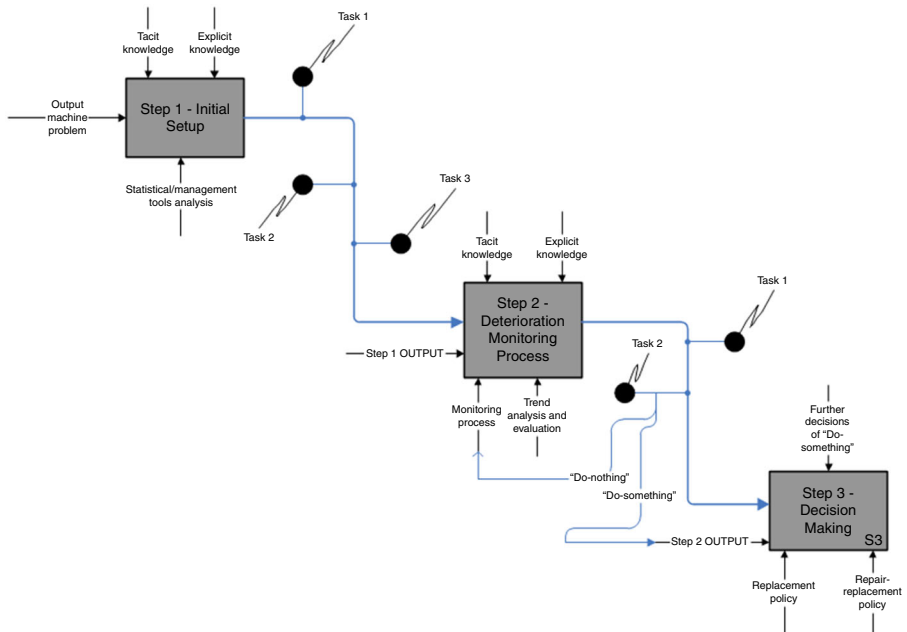 Task 1
Tacit
knowledge
Explicit
knowledge
Output
machine
problem
Step 1 - Initial
Setup
Statistical/management
tools analysis
Task 2
Task 3
Tacit
knowledge
Explicit
knowledge
Step 2 -
Deterioration
Monitoring
Process
Step 1 OUTPUT
Monitoring
process
Trend
analysis and
evaluation
Task 1
Task 2
“Do-nothing”
“Do-something”
Step 2 OUTPUT
Further
decisions
of “Do-
something”
Step 3 -
Decision
Making
S3
Replacement
policy
Repair-
replacement
policy